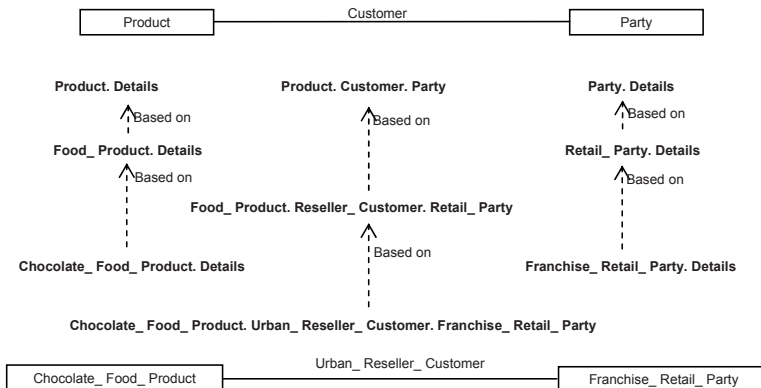 Customer
Product
Party
Product. Details
Product. Customer. Party
Party. Details
Based on
Based on
Based on
Food_ Product. Details
Retail_ Party. Details
Based on
Based on
Food_ Product. Reseller_ Customer. Retail_ Party
Based on
Chocolate_ Food_ Product. Details
Franchise_ Retail_ Party. Details
Chocolate_ Food_ Product. Urban_ Reseller_ Customer. Franchise_ Retail_ Party
Urban_ Reseller_ Customer
Chocolate_ Food_ Product
Franchise_ Retail_ Party